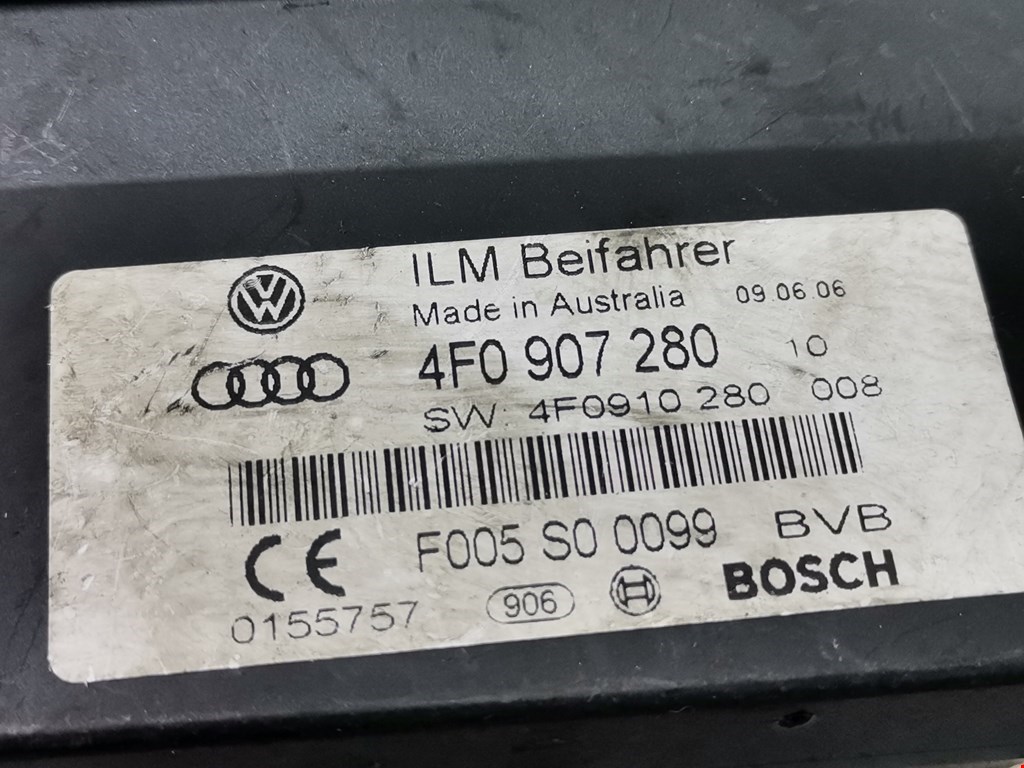 ILM Beifahrer
Made in Australia 09.06.06
4F0 907 280 10
SW: 4F0910 280 008
F005 S0 0099 BVB
CE 906 BOSCH
0155757